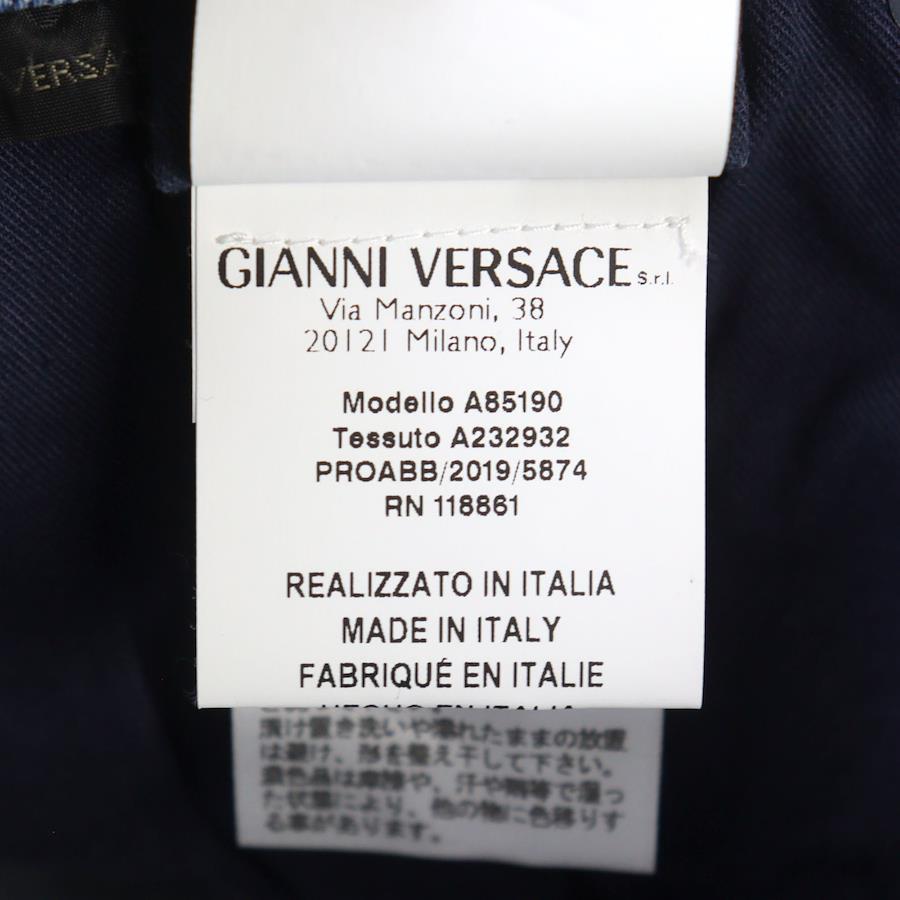 VERSA
GIANNI VERSACE S.r.l.
Via Manzoni, 38
20121 Milano, Italy
Modello A85190
Tessuto A232932
PROABB/2019/5874
RN 118861
REALIZZATO IN ITALIA
MADE IN ITALY
FABRIQUÉ EN ITALIE
HECHO EN ITALIA
漬け置き洗いや濡れたままの放置
は避け、形を整え干して下さい。
濃色品は摩擦や、汗や雨等で湿っ
た状態により、他の物に色移りす
る事があります。